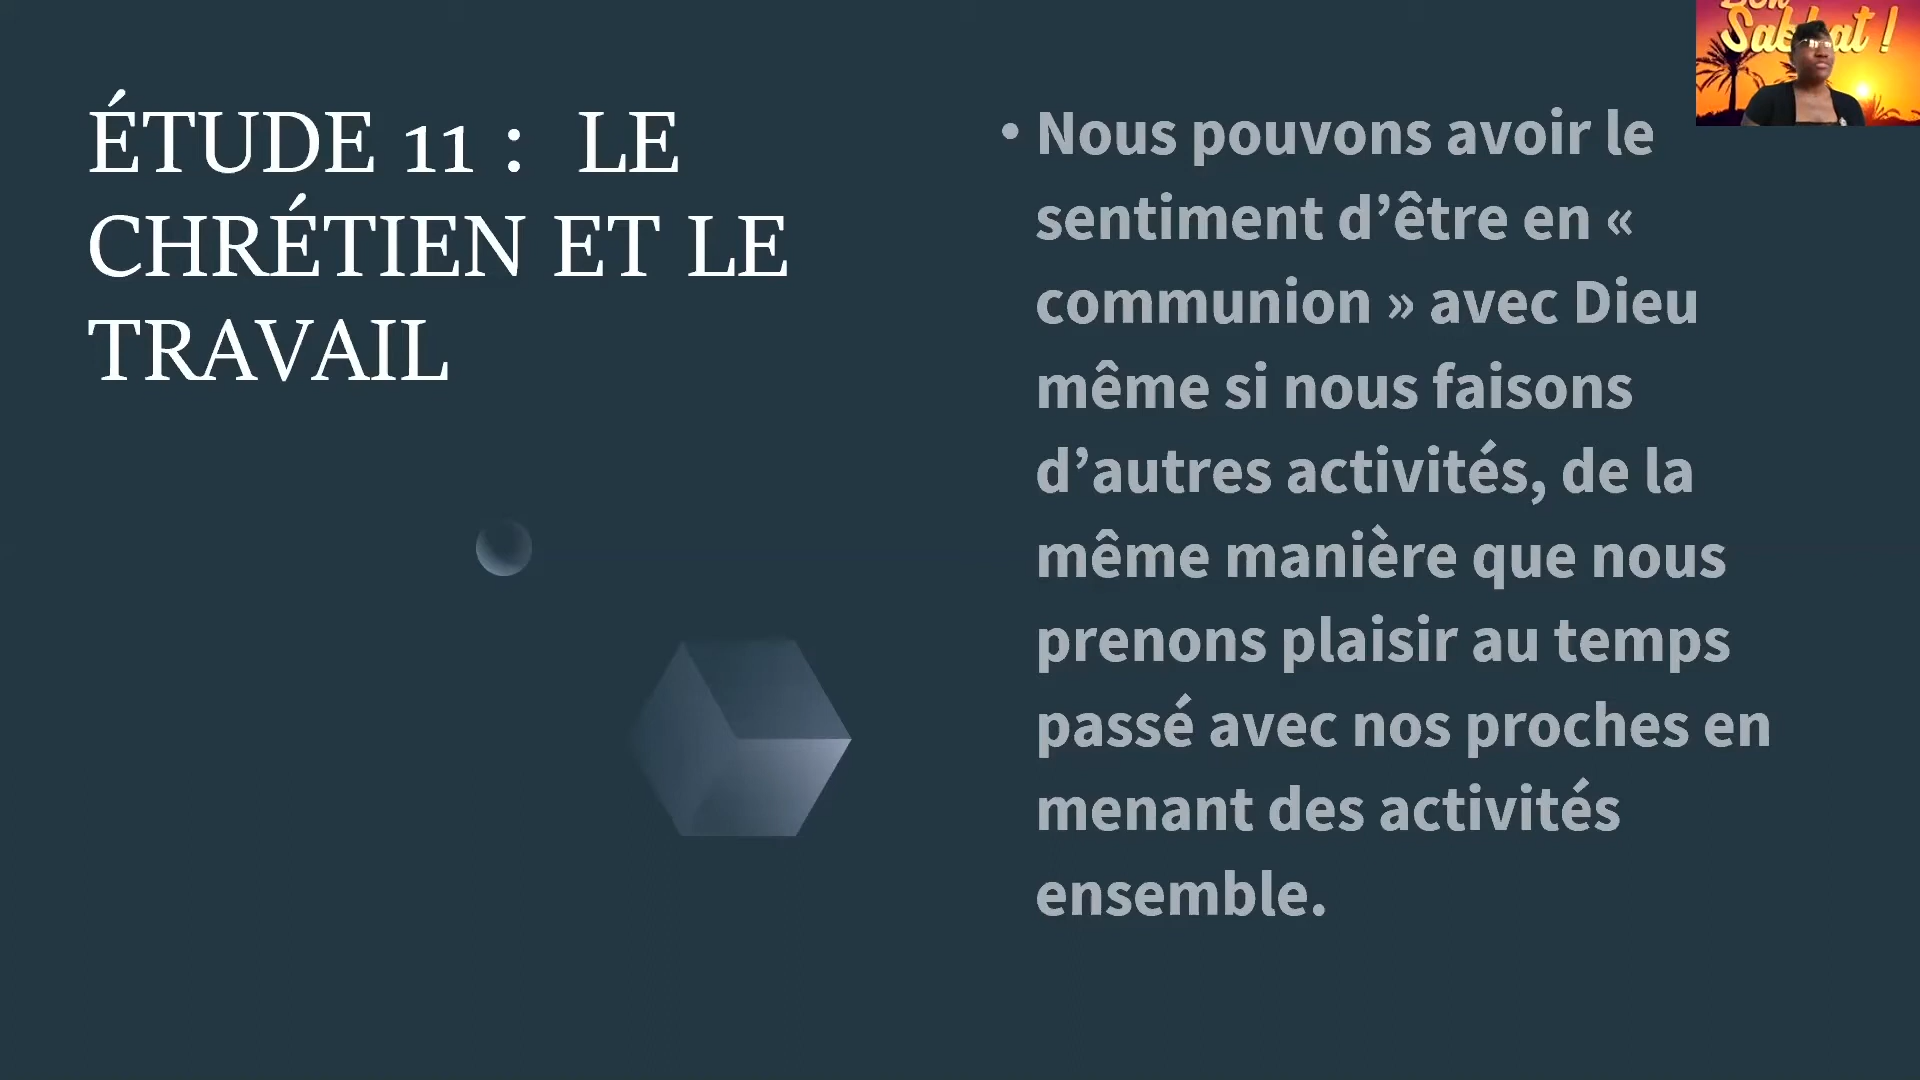 ÉTUDE 11 : LE
CHRÉTIEN ET LE
TRAVAIL
• Nous pouvons avoir le
sentiment d’être en «
communion » avec Dieu
même si nous faisons
d’autres activités, de la
même manière que nous
prenons plaisir au temps
passé avec nos proches en
menant des activités
ensemble.
Bon
Sabbat !